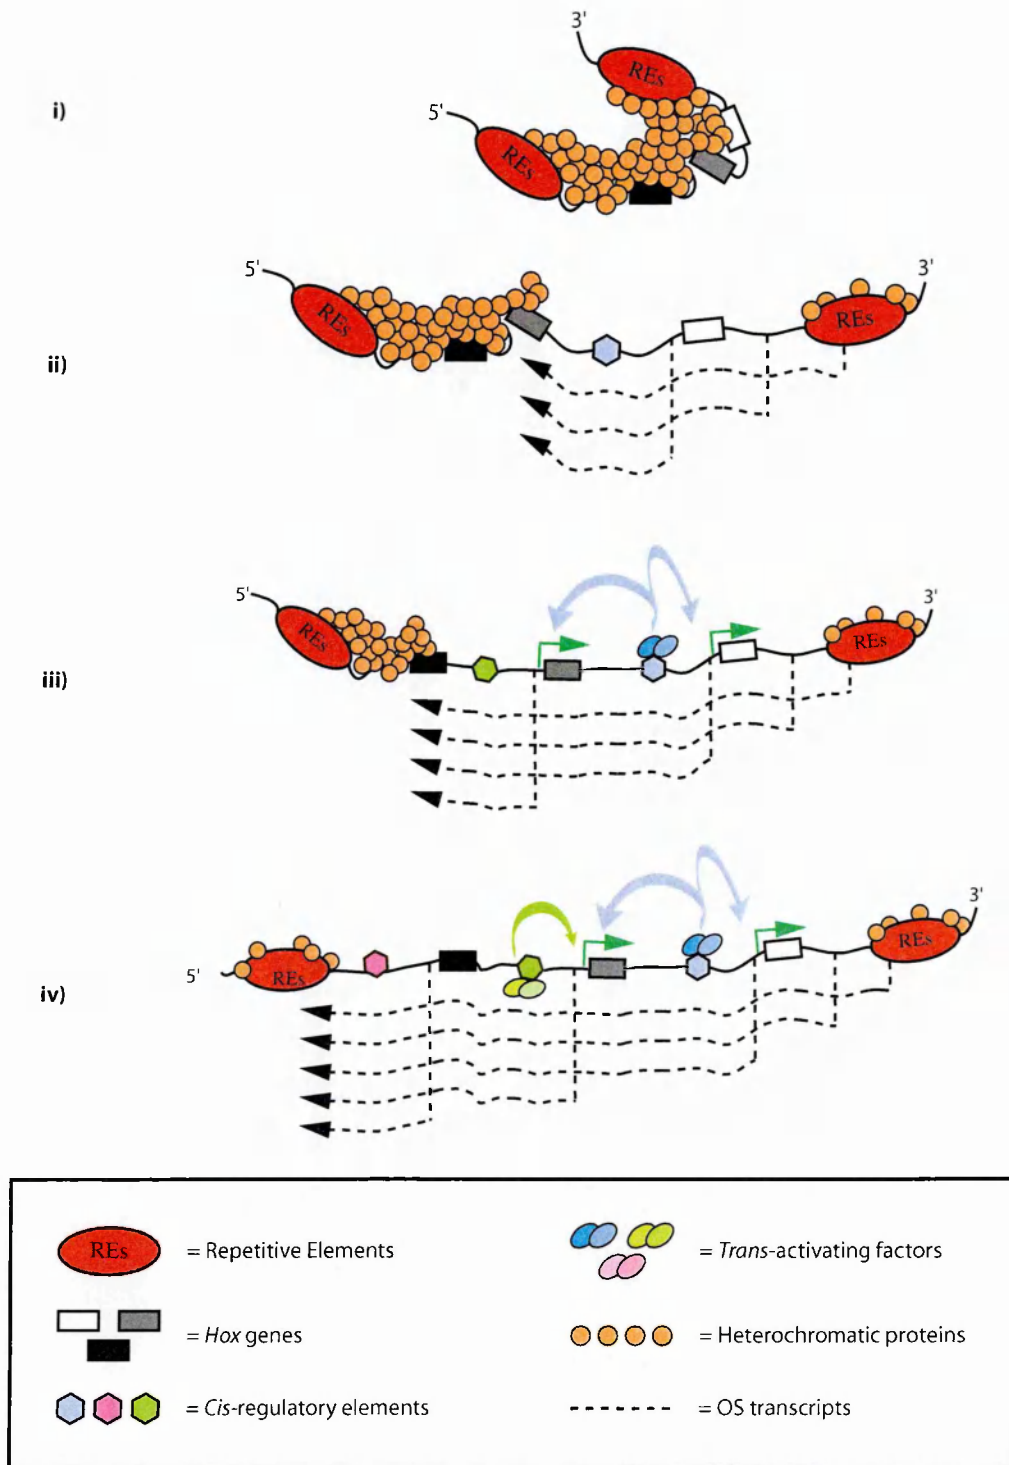 3'
i)
REs
5'
REs
5'
3'
REs
REs
ii)
5'
3'
REs
REs
iii)
3'
5'
REs
REs
iv)
REs = Repetitive Elements
= Trans-activating factors
= Hox genes
= Heterochromatic proteins
= Cis-regulatory elements
= OS transcripts